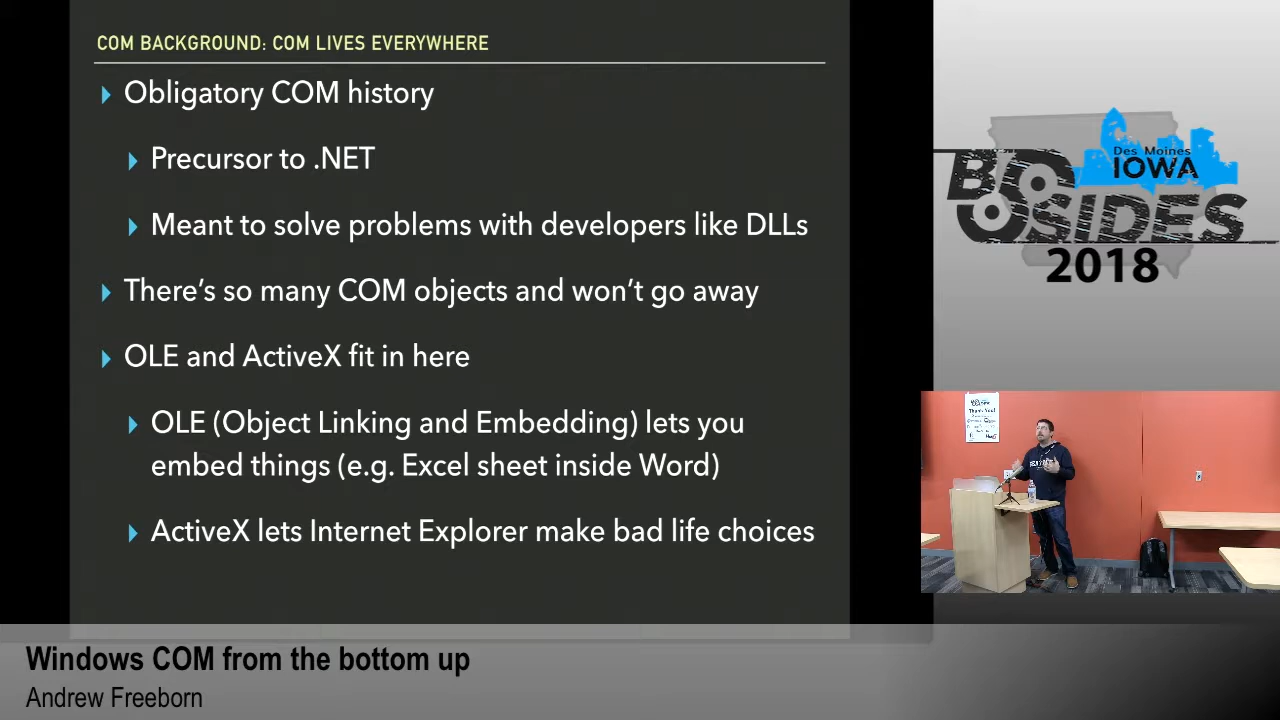 COM BACKGROUND: COM LIVES EVERYWHERE
Obligatory COM history
Precursor to .NET
Meant to solve problems with developers like DLLs
There's so many COM objects and won't go away
OLE and ActiveX fit in here
OLE (Object Linking and Embedding) lets you
embed things (e.g. Excel sheet inside Word)
ActiveX lets Internet Explorer make bad life choices
Des Moines
IOWA
BSIDES
2018
Thank You!
Windows COM from the bottom up
Andrew Freeborn